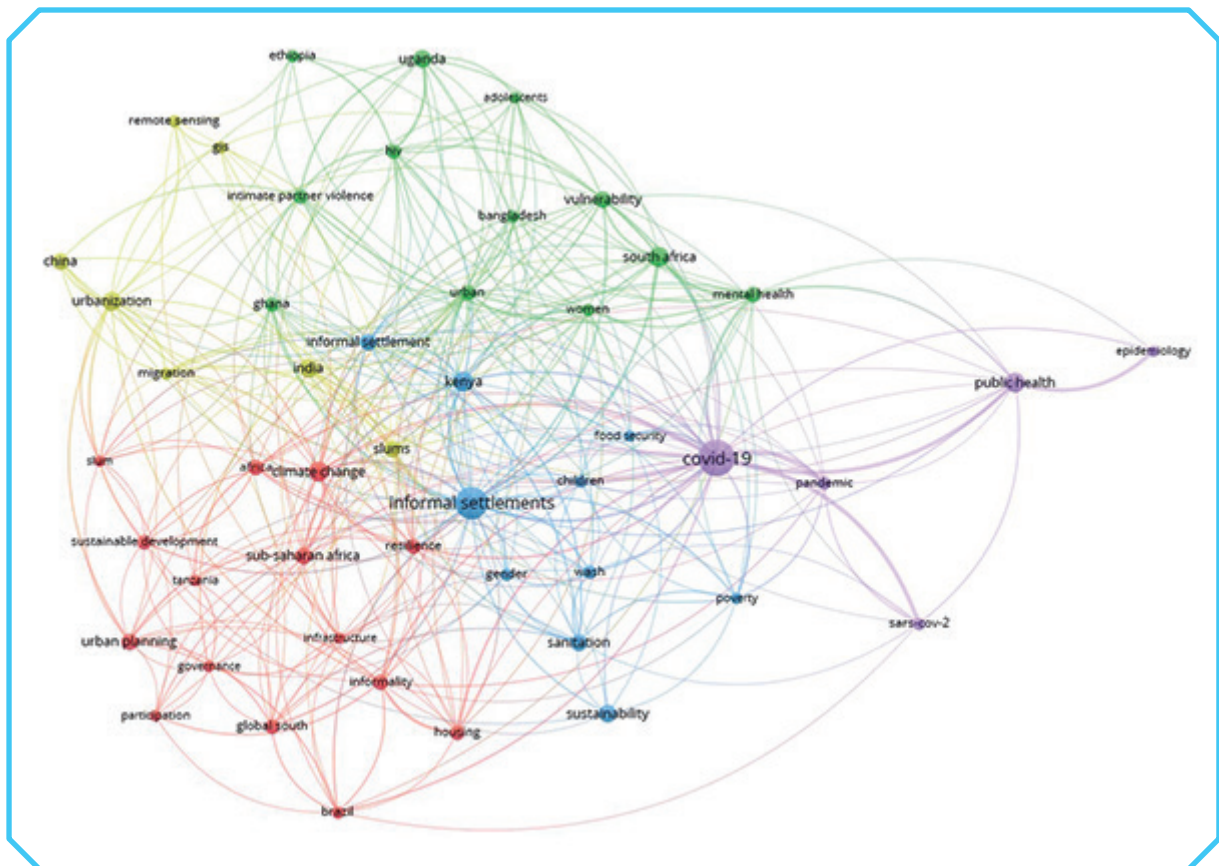 ethiopia
uganda
adolescents
remote sensing
gis
hiv
intimate partner violence
vulnerability
bangladesh
south africa
china
urbanization
urban
mental health
ghana
women
informal settlement
epidemiology
migration
india
kenya
public health
food security
slums
slum
africa
climate change
covid-19
children
pandemic
informal settlements
sustainable development
resilience
sub-saharan africa
tanzania
gender
wash
poverty
sars-cov-2
urban planning
infrastructure
sanitation
governance
informality
participation
global south
housing
sustainability
brazil